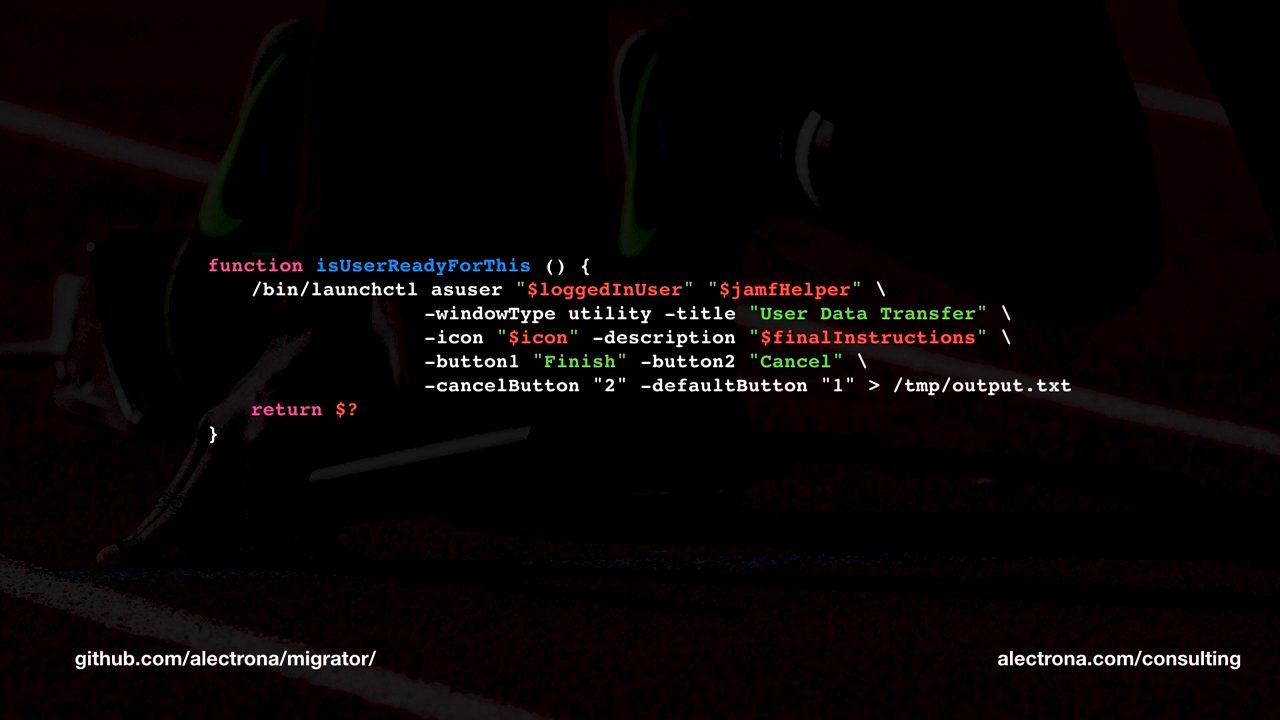 function isUserReadyForThis () {
/bin/launchctl asuser "$loggedInUser" "$jamfHelper" \
-windowType utility -title "User Data Transfer" \
-icon "$icon" -description "$finalInstructions" \
-button1 "Finish" -button2 "Cancel" \
-cancelButton "2" -defaultButton "1" > /tmp/output.txt
return $?
}
github.com/alectrona/migrator/
alectrona.com/consulting